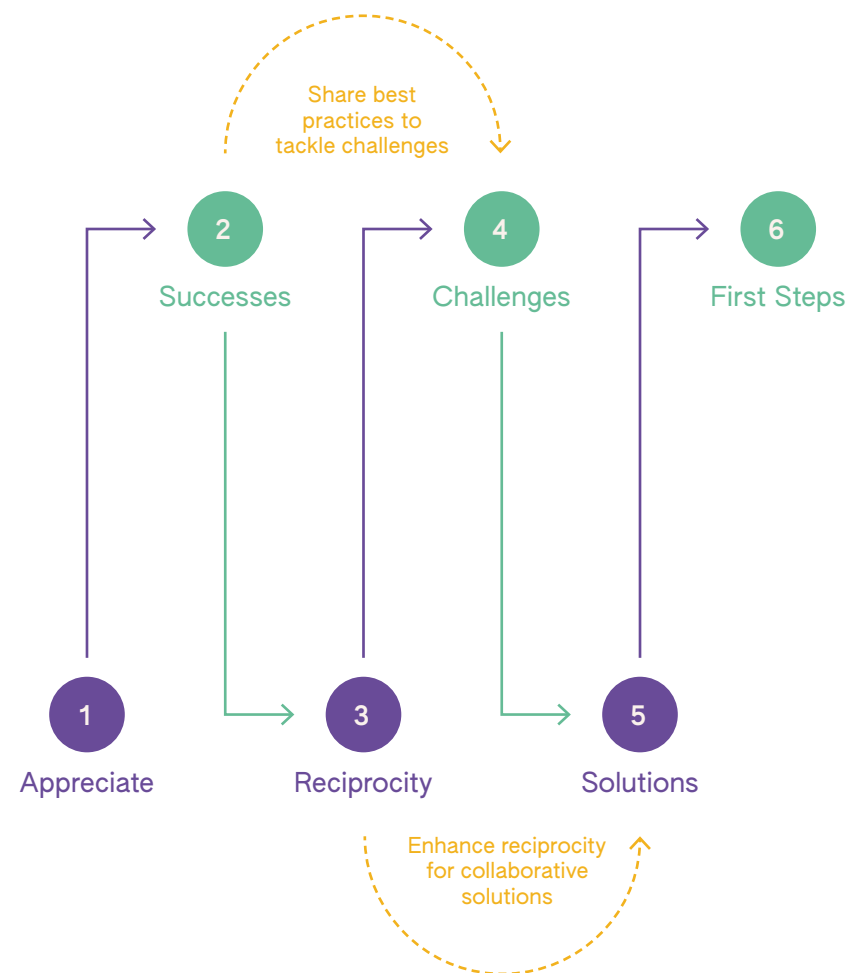 Share best
practices to
tackle challenges
2
4
6
Successes
Challenges
First Steps
1
3
5
Appreciate
Reciprocity
Solutions
Enhance reciprocity
for collaborative
solutions